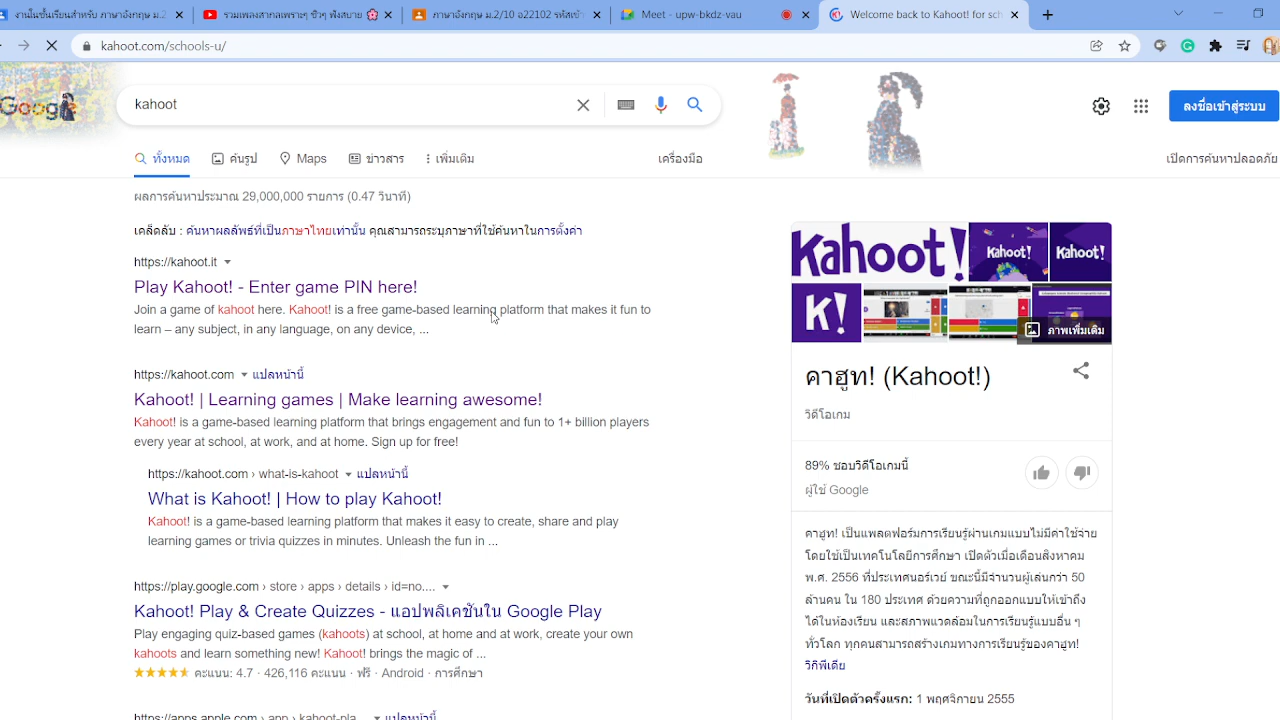 งานในชั้นเรียนของ ภาษาอังกฤษ ม.2
รวมเพลงสากลเพราะๆ ชิวๆ ฟังสบาย
ภาษาอังกฤษ ม.2/10 อ22102 รหัสเข้า
Meet - upw-bkdz-vau
Welcome back to Kahoot! for sch
kahoot.com/schools-u/
Google
kahoot
ลงชื่อเข้าสู่ระบบ
ทั้งหมด
ค้นรูป
Maps
ข่าวสาร
เพิ่มเติม
เครื่องมือ
เปิดการค้นหาปลอดภัย
ผลการค้นหาประมาณ 29,000,000 รายการ (0.47 วินาที)
เคล็ดลับ : ค้นหาผลลัพธ์ที่เป็นภาษาไทยเท่านั้น คุณสามารถระบุภาษาที่ใช้ค้นหาในการตั้งค่า
https://kahoot.it
Play Kahoot! - Enter game PIN here!
Join a game of kahoot here. Kahoot! is a free game-based learning platform that makes it fun to
learn – any subject, in any language, on any device, ...
https://kahoot.com แปลหน้านี้
Kahoot! | Learning games | Make learning awesome!
Kahoot! is a game-based learning platform that brings engagement and fun to 1+ billion players
every year at school, at work, and at home. Sign up for free!
https://kahoot.com › what-is-kahoot แปลหน้านี้
What is Kahoot! | How to play Kahoot!
Kahoot! is a game-based learning platform that makes it easy to create, share and play
learning games or trivia quizzes in minutes. Unleash the fun in ...
https://play.google.com › store › apps › details › id=no....
Kahoot! Play & Create Quizzes - แอปพลิเคชันใน Google Play
Play engaging quiz-based games (kahoots) at school, at home and at work, create your own
kahoots and learn something new! Kahoot! brings the magic of ...
คะแนน: 4.7 · 426,116 คะแนน · ฟรี · Android · การศึกษา
https://apps.apple.com › app › kahoot-pla... แปลหน้านี้
Kahoot!
Kahoot!
Kahoot!
K!
ภาพเพิ่มเติม
คาฮูท! (Kahoot!)
วิดีโอเกม
89% ชอบวิดีโอเกมนี้
ผู้ใช้ Google
คาฮูท! เป็นแพลตฟอร์มการเรียนรู้ผ่านเกมแบบไม่มีค่าใช้จ่าย
โดยใช้เป็นเทคโนโลยีการศึกษา เปิดตัวเมื่อเดือนสิงหาคม
พ.ศ. 2556 ที่ประเทศนอร์เวย์ ขณะนี้มีจำนวนผู้เล่นกว่า 50
ล้านคน ใน 180 ประเทศ ด้วยความที่ถูกออกแบบให้เข้าถึง
ได้ในห้องเรียน และสภาพแวดล้อมในการเรียนรู้แบบอื่น ๆ
ทั่วโลก ทุกคนสามารถสร้างเกมทางการเรียนรู้ของคาฮูท!
วิกิพีเดีย
วันที่เปิดตัวครั้งแรก: 1 พฤศจิกายน 2555